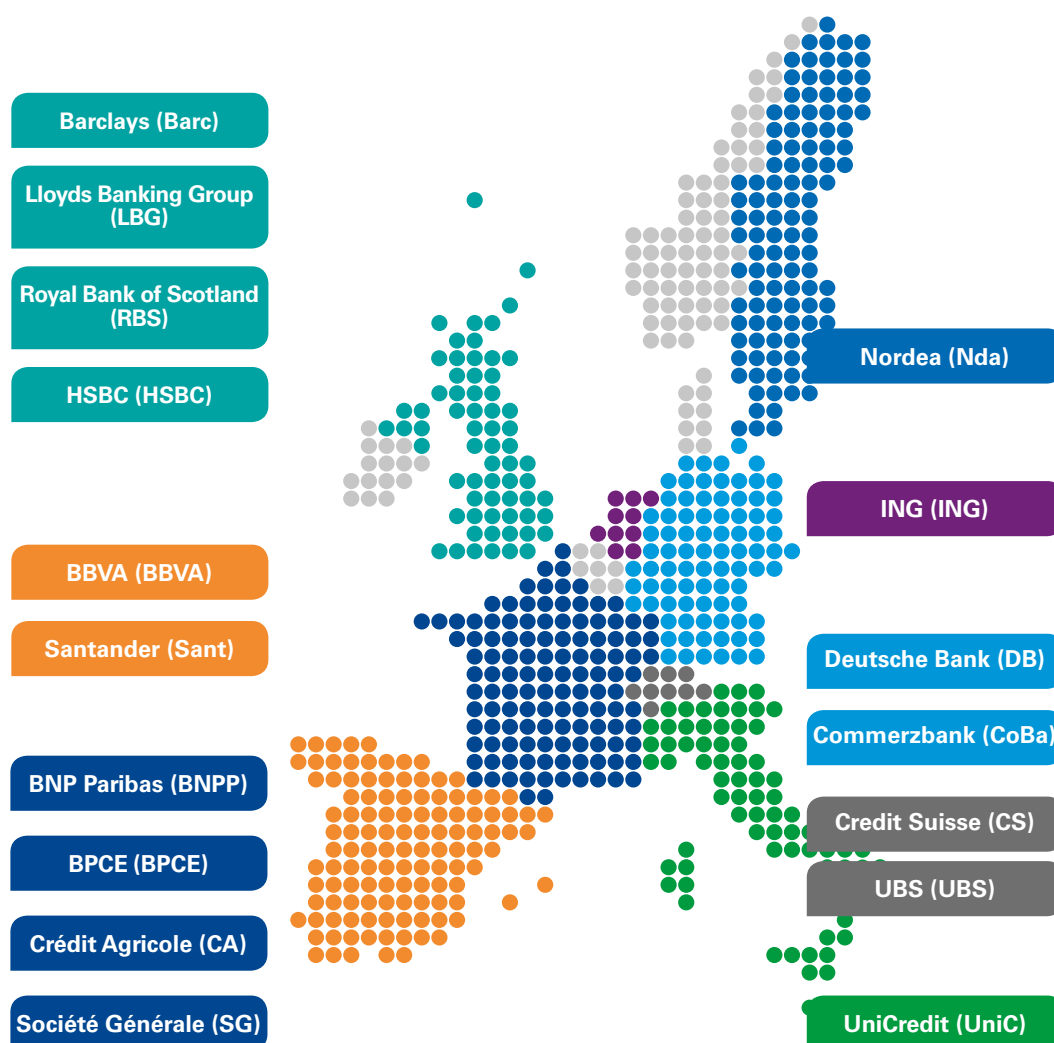 Barclays (Barc)
Lloyds Banking Group
(LBG)
Royal Bank of Scotland
(RBS)
HSBC (HSBC)
BBVA (BBVA)
Santander (Sant)
BNP Paribas (BNPP)
BPCE (BPCE)
Crédit Agricole (CA)
Société Générale (SG)
Nordea (Nda)
ING (ING)
Deutsche Bank (DB)
Commerzbank (CoBa)
Credit Suisse (CS)
UBS (UBS)
UniCredit (UniC)